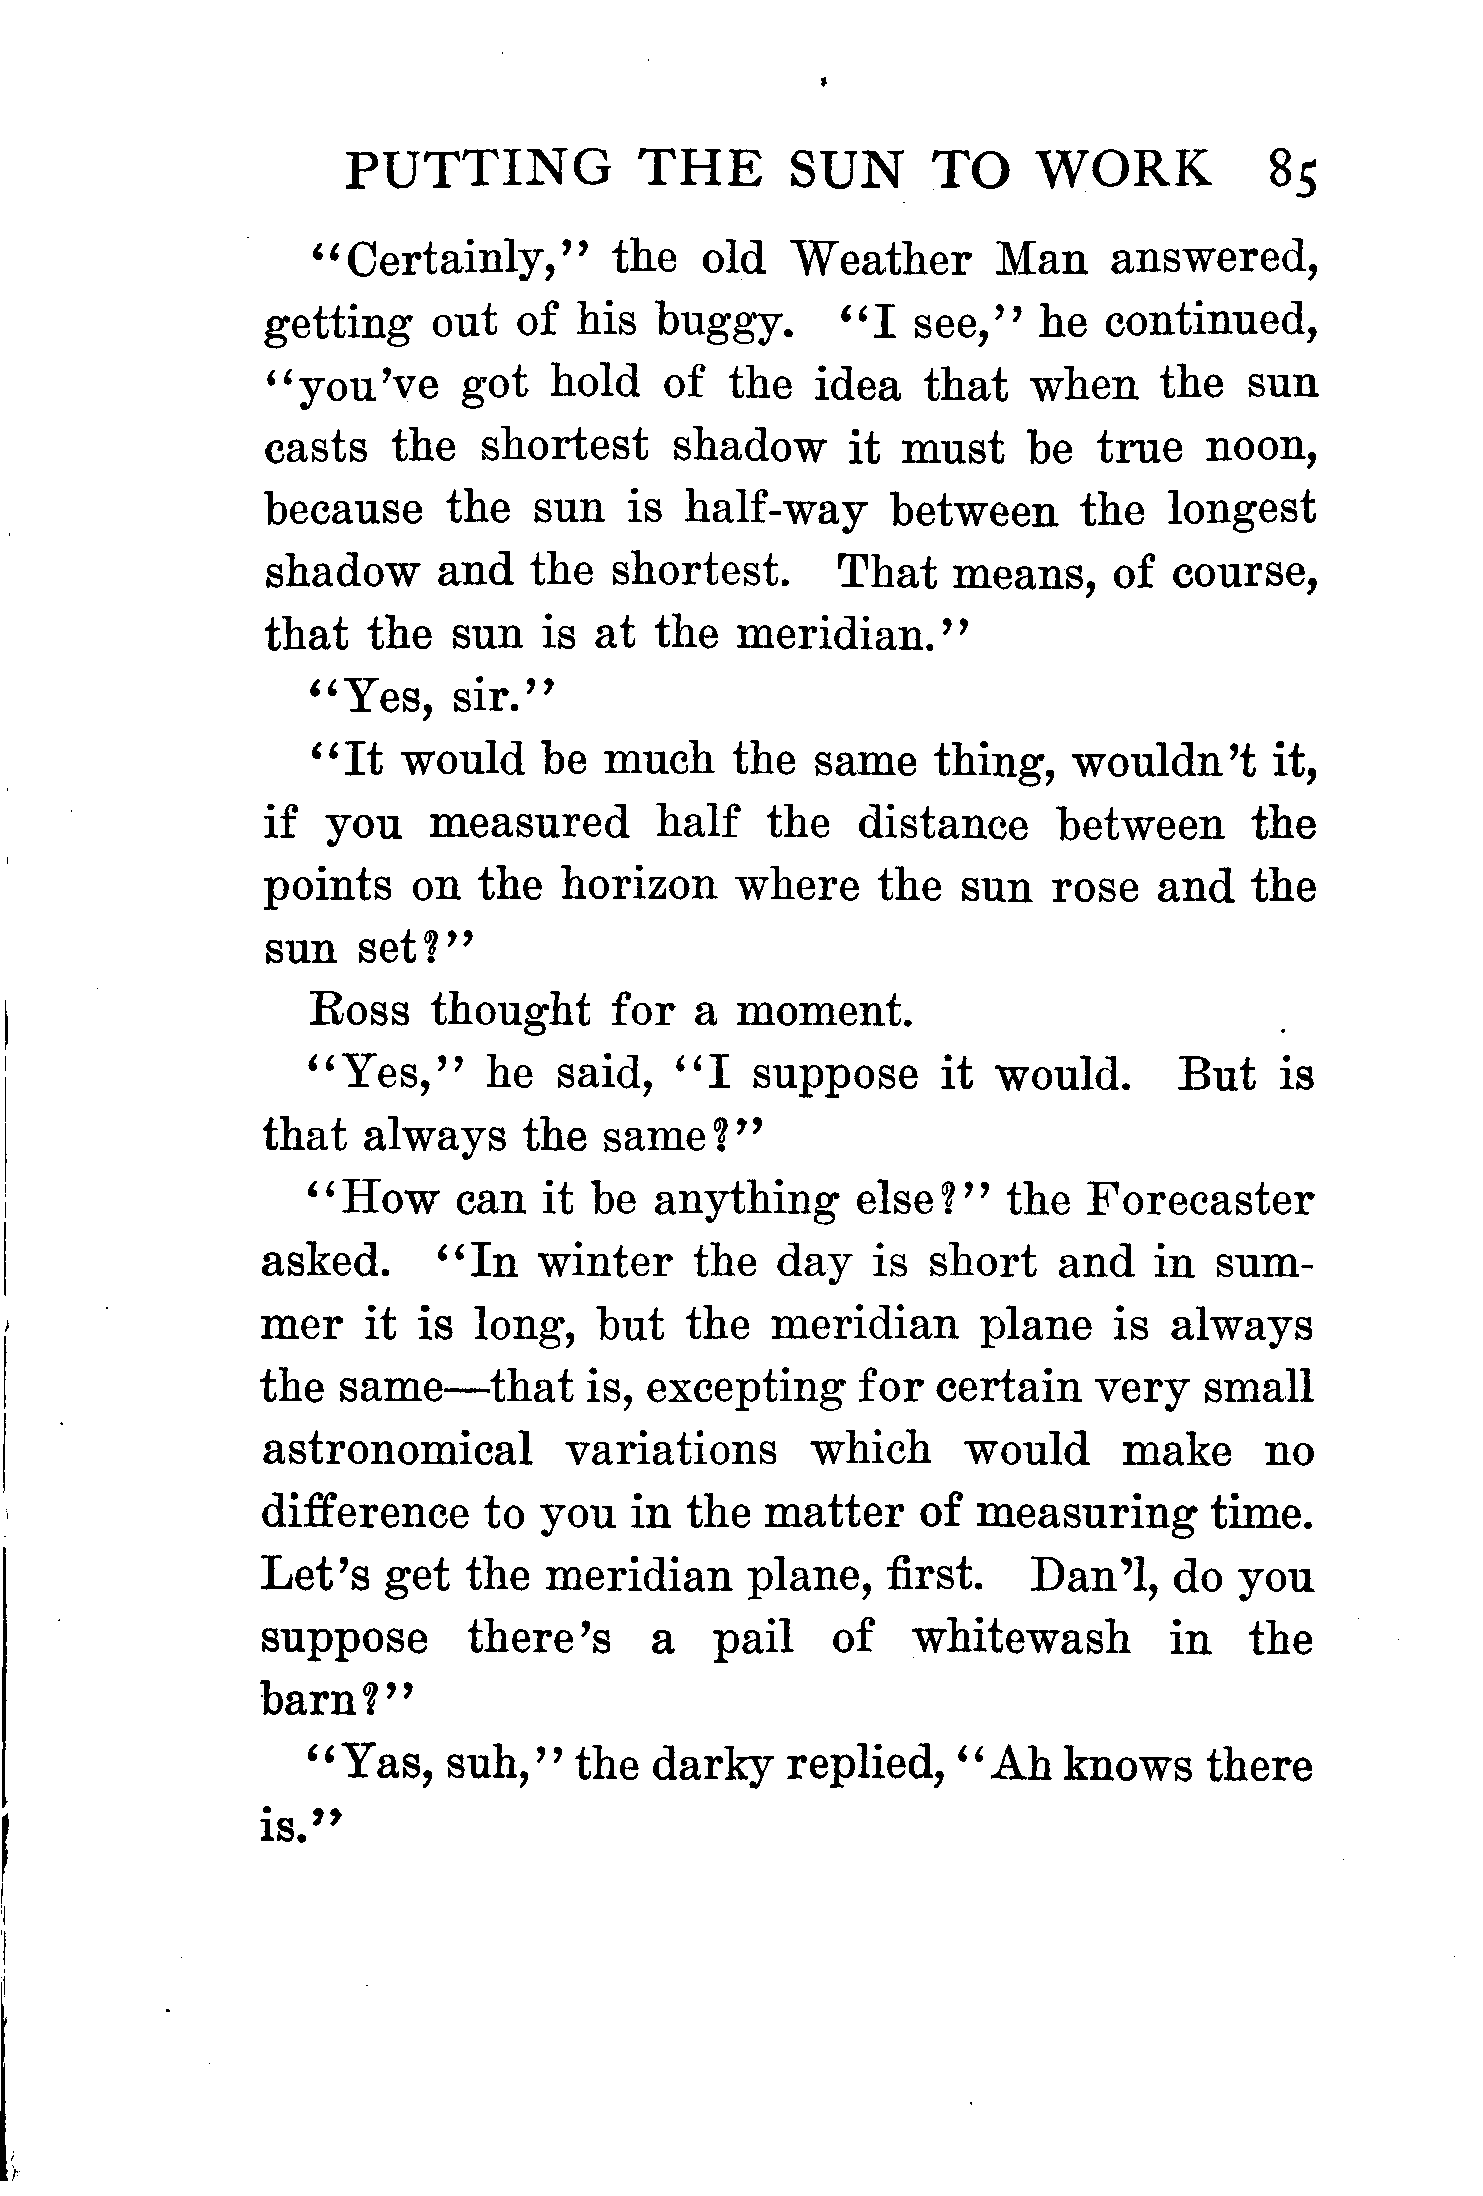 PUTTING THE SUN TO WORK 85
“Certainly,” the old Weather Man answered,
getting out of his buggy. “I see,” he continued,
“you've got hold of the idea that when the sun
casts the shortest shadow it must be true noon,
because the sun is half-way between the longest
shadow and the shortest. That means, of course,
that the sun is at the meridian.”
“Yes, sir.”
“It would be much the same thing, wouldn't it,
if you measured half the distance between the
points on the horizon where the sun rose and the
sun set?”
Ross thought for a moment.
“Yes,” he said, “I suppose it would. But is
that always the same?”
“How can it be anything else?” the Forecaster
asked. “In winter the day is short and in sum-
mer it is long, but the meridian plane is always
the same—that is, excepting for certain very small
astronomical variations which would make no
difference to you in the matter of measuring time.
Let's get the meridian plane, first. Dan'l, do you
suppose there's a pail of whitewash in the
barn?”
“Yas, suh,” the darky replied, “Ah knows there
is.”